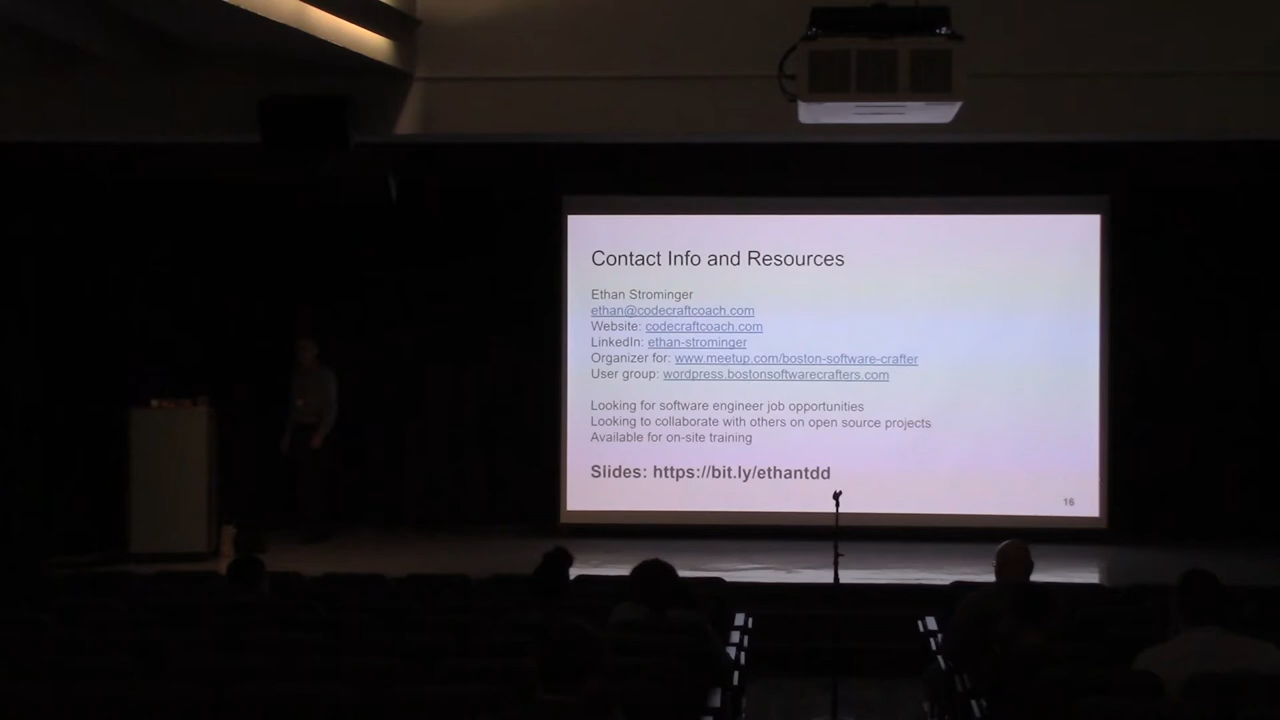 Contact Info and Resources
Ethan Strominger
ethan@codecraftcoach.com
Website: codecraftcoach.com
LinkedIn: ethan-strominger
Organizer for: www.meetup.com/boston-software-crafter
User group: wordpress.bostonsoftwarecrafters.com
Looking for software engineer job opportunities
Looking to collaborate with others on open source projects
Available for on-site training
Slides: https://bit.ly/ethantdd
16